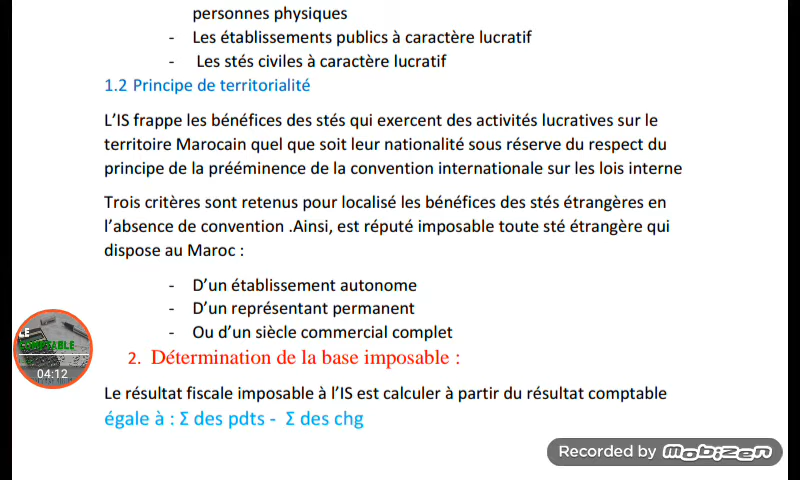 personnes physiques
- Les établissements publics à caractère lucratif
- Les stés civiles à caractère lucratif
1.2 Principe de territorialité
L'IS frappe les bénéfices des stés qui exercent des activités lucratives sur le
territoire Marocain quel que soit leur nationalité sous réserve du respect du
principe de la prééminence de la convention internationale sur les lois interne
Trois critères sont retenus pour localisé les bénéfices des stés étrangères en
l'absence de convention .Ainsi, est réputé imposable toute sté étrangère qui
dispose au Maroc :
- D'un établissement autonome
- D'un représentant permanent
- Ou d'un siècle commercial complet
2. Détermination de la base imposable :
Le résultat fiscale imposable à l'IS est calculer à partir du résultat comptable
égale à : Σ des pdts - Σ des chg
04:12
Recorded by mobizen